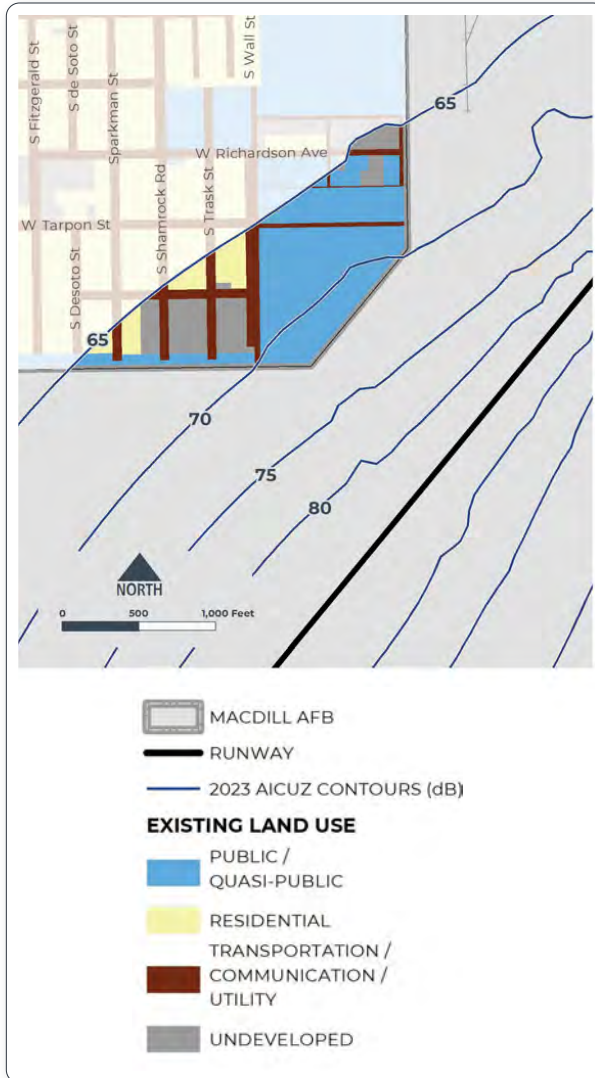 S Fitzgerald St
S de Soto St
Sparkman St
S Wall St
65
W Richardson Ave
S Shamrock Rd
S Trask St
W Tarpon St
S Desoto St
65
70
75
80
NORTH
0 500 1,000 Feet
MACDILL AFB
RUNWAY
2023 AICUZ CONTOURS (dB)
EXISTING LAND USE
PUBLIC /
QUASI-PUBLIC
RESIDENTIAL
TRANSPORTATION /
COMMUNICATION /
UTILITY
UNDEVELOPED